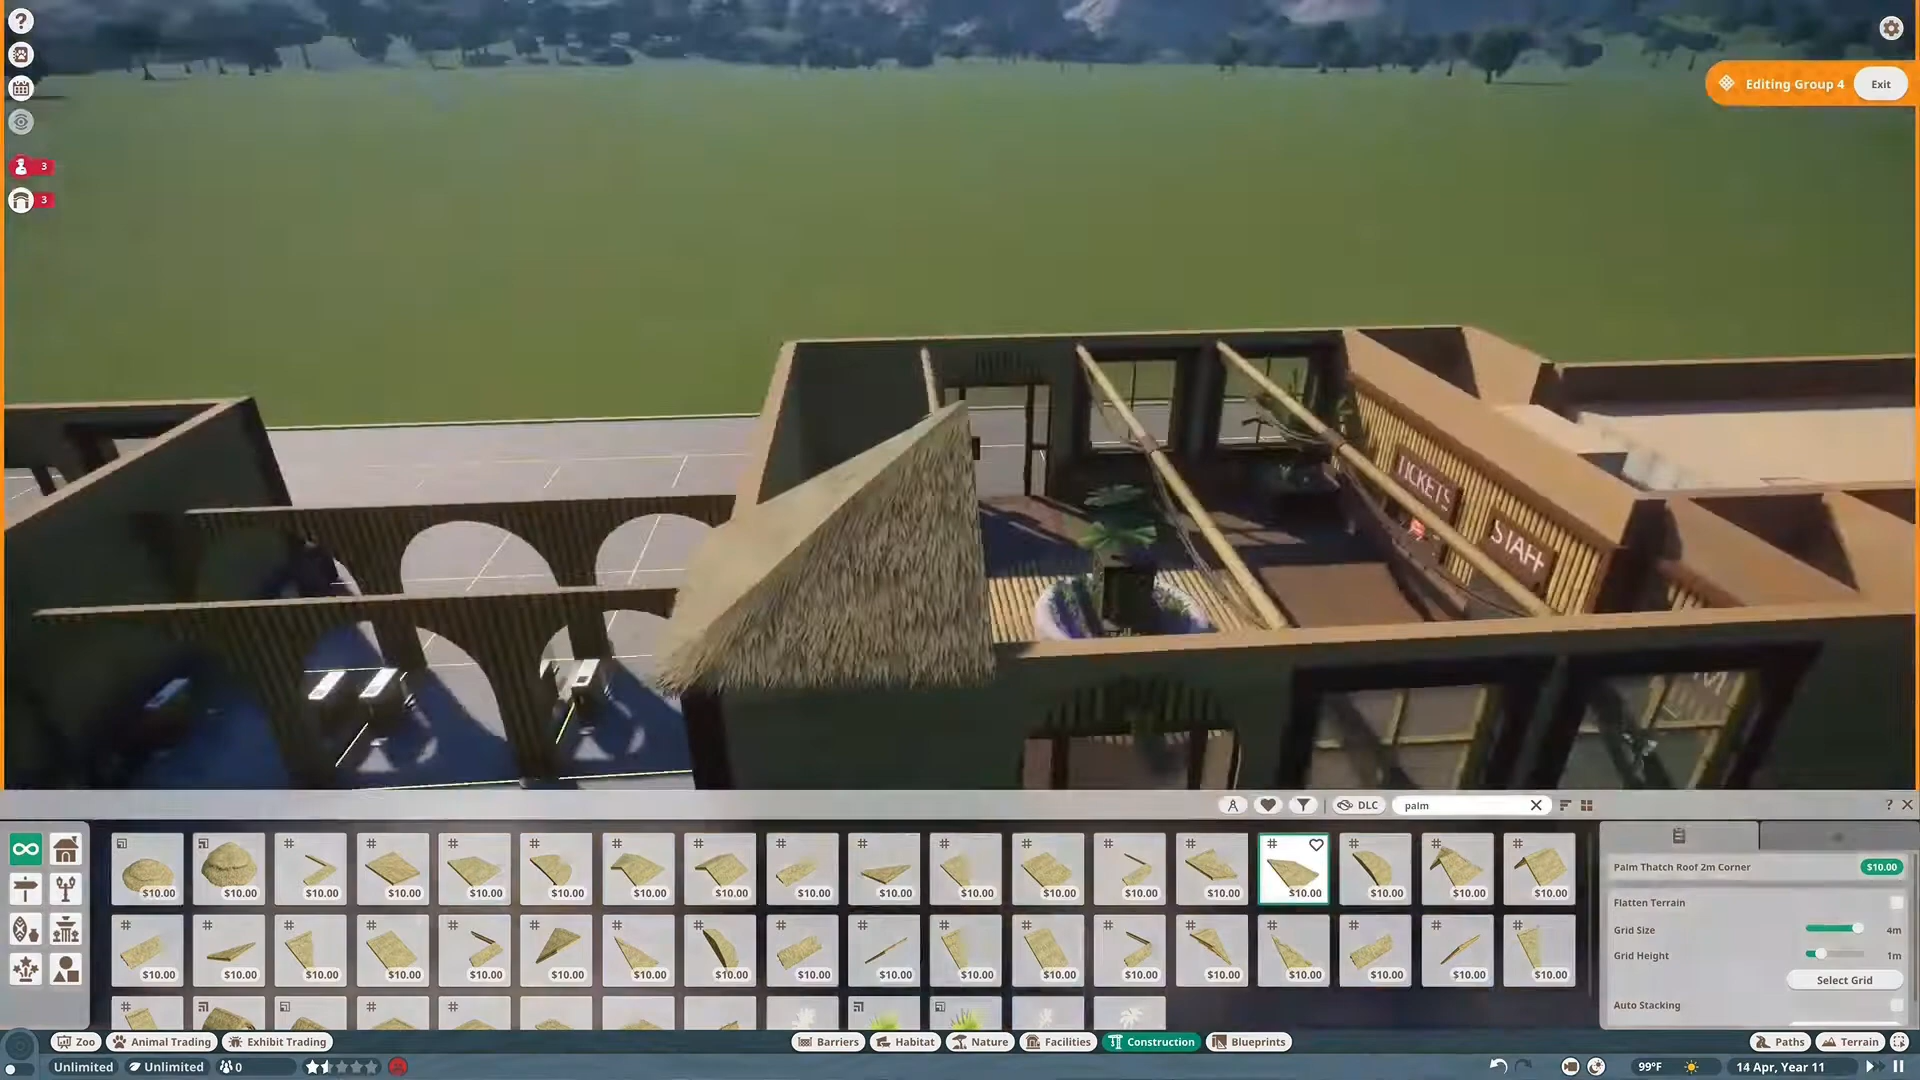 ?
Editing Group 4 Exit
3
3
TICKETS
STAFF
DLC palm ?
$10.00 $10.00 $10.00 $10.00 $10.00 $10.00 $10.00 $10.00 $10.00 $10.00 $10.00 $10.00 $10.00 $10.00 $10.00 $10.00 $10.00 $10.00
$10.00 $10.00 $10.00 $10.00 $10.00 $10.00 $10.00 $10.00 $10.00 $10.00 $10.00 $10.00 $10.00 $10.00 $10.00 $10.00 $10.00 $10.00
Palm Thatch Roof 2m Corner $10.00
Flatten Terrain
Grid Size 4m
Grid Height 1m
Select Grid
Auto Stacking
Zoo Animal Trading Exhibit Trading Barriers Habitat Nature Facilities Construction Blueprints Paths Terrain
Unlimited Unlimited 0 99°F 14 Apr, Year 11